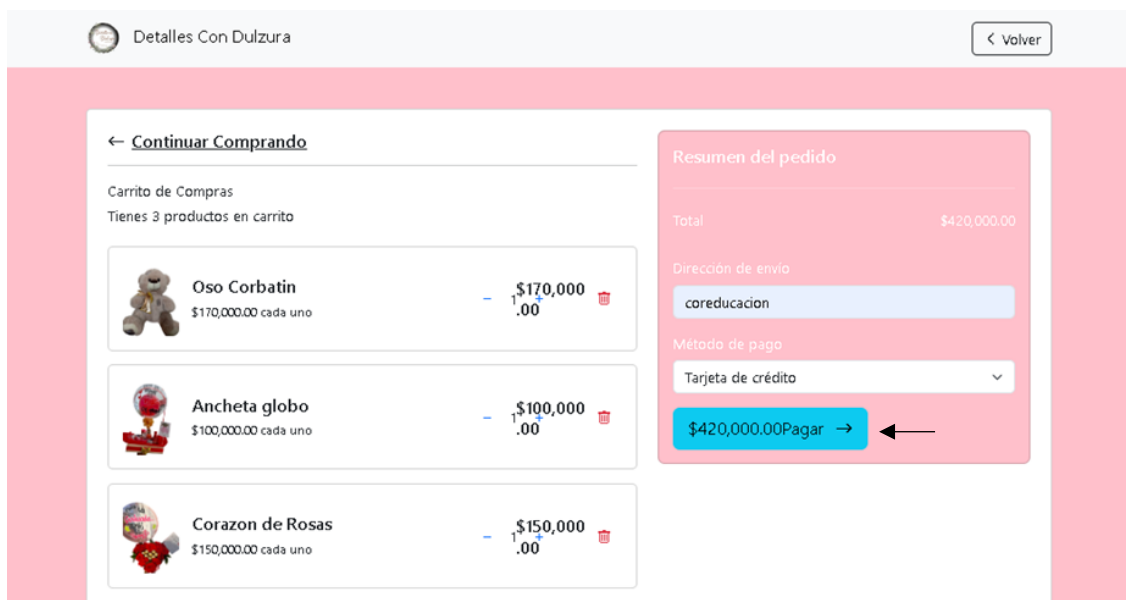 Detalles Con Dulzura
Volver
Continuar Comprando
Carrito de Compras
Tienes 3 productos en carrito
Oso Corbatin
$170,000.00 cada uno
− 1 +
$170,000
.00
Ancheta globo
$100,000.00 cada uno
− 1 +
$100,000
.00
Corazon de Rosas
$150,000.00 cada uno
− 1 +
$150,000
.00
Resumen del pedido
Total $420,000.00
Dirección de envío
coreducacion
Método de pago
Tarjeta de crédito
$420,000.00Pagar →